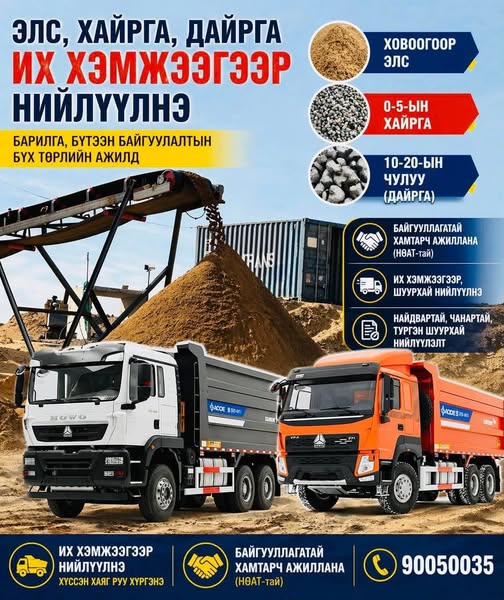 ЭЛС, ХАЙРГА, ДАЙРГА
ИХ ХЭМЖЭЭГЭЭР
НИЙЛҮҮЛНЭ
БАРИЛГА, БҮТЭЭН БАЙГУУЛАЛТЫН
БҮХ ТӨРЛИЙН АЖИЛД
ХОВООГООР
ЭЛС
0-5-ЫН
ХАЙРГА
10-20-ЫН
ЧУЛУУ
(ДАЙРГА)
БАЙГУУЛЛАГАТАЙ
ХАМТАРЧ АЖИЛЛАНА
(НӨАТ-тай)
ИХ ХЭМЖЭЭГЭЭР,
ШУУРХАЙ НИЙЛҮҮЛНЭ
НАЙДВАРТАЙ, ЧАНАРТАЙ
ТҮРГЭН ШУУРХАЙ
НИЙЛҮҮЛЭЛТ
HOWO
ИХ ХЭМЖЭЭГЭЭР
НИЙЛҮҮЛНЭ
ХҮССЭН ХАЯГ РУУ ХҮРГЭНЭ
БАЙГУУЛЛАГАТАЙ
ХАМТАРЧ АЖИЛЛАНА
(НӨАТ-тай)
90050035